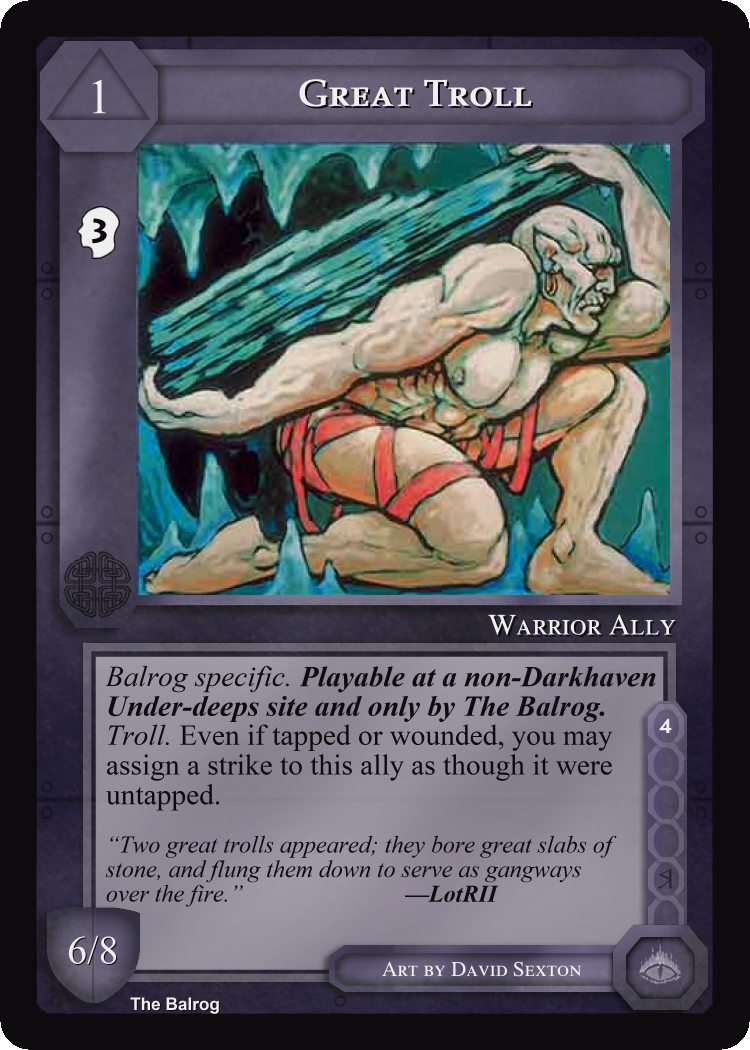 1
Great Troll
3
Warrior Ally
Balrog specific. Playable at a non-Darkhaven
Under-deeps site and only by The Balrog.
Troll. Even if tapped or wounded, you may
assign a strike to this ally as though it were
untapped.
4
“Two great trolls appeared; they bore great slabs of
stone, and flung them down to serve as gangways
over the fire.” —LotRII
6/8
Art by David Sexton
The Balrog